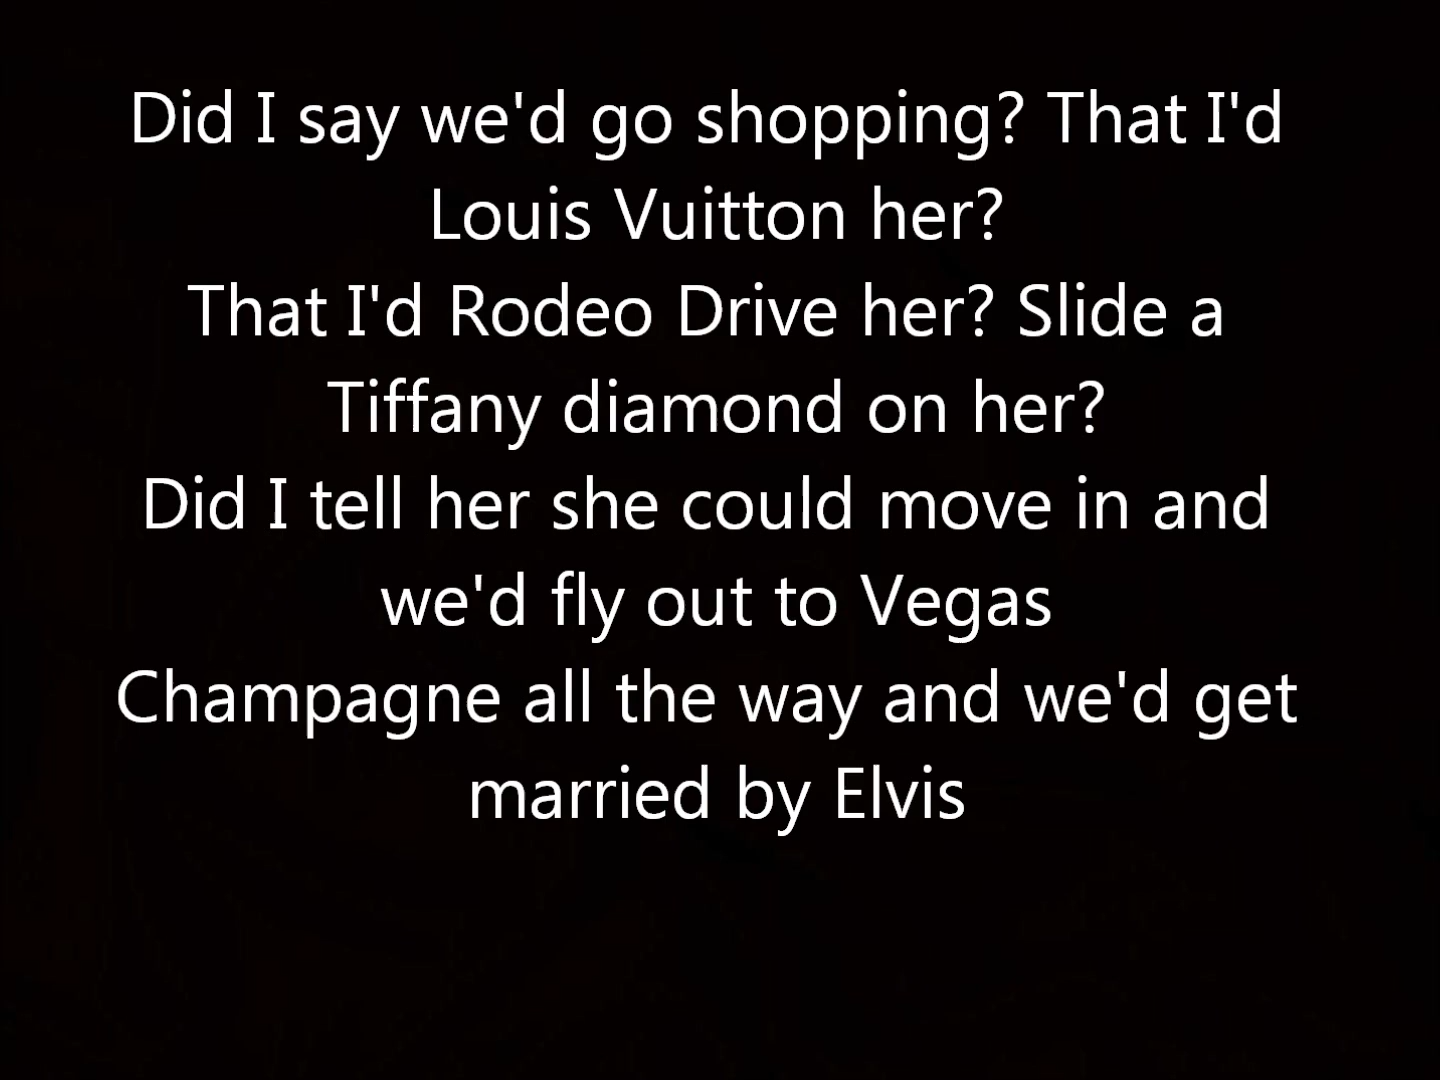 Did I say we'd go shopping? That I'd
Louis Vuitton her?
That I'd Rodeo Drive her? Slide a
Tiffany diamond on her?
Did I tell her she could move in and
we'd fly out to Vegas
Champagne all the way and we'd get
married by Elvis